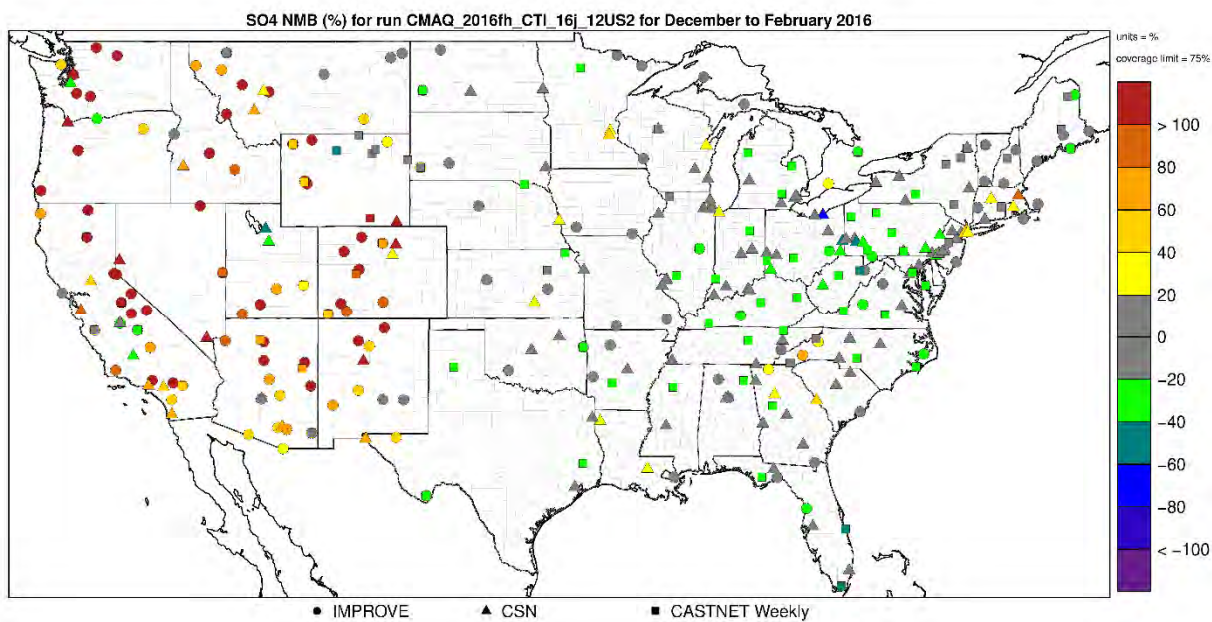 SO4 NMB (%) for run CMAQ_2016fh_CTI_16j_12US2 for December to February 2016
units = %
coverage limit = 75%
> 100
80
60
40
20
0
−20
−40
−60
−80
< −100
IMPROVE
CSN
CASTNET Weekly